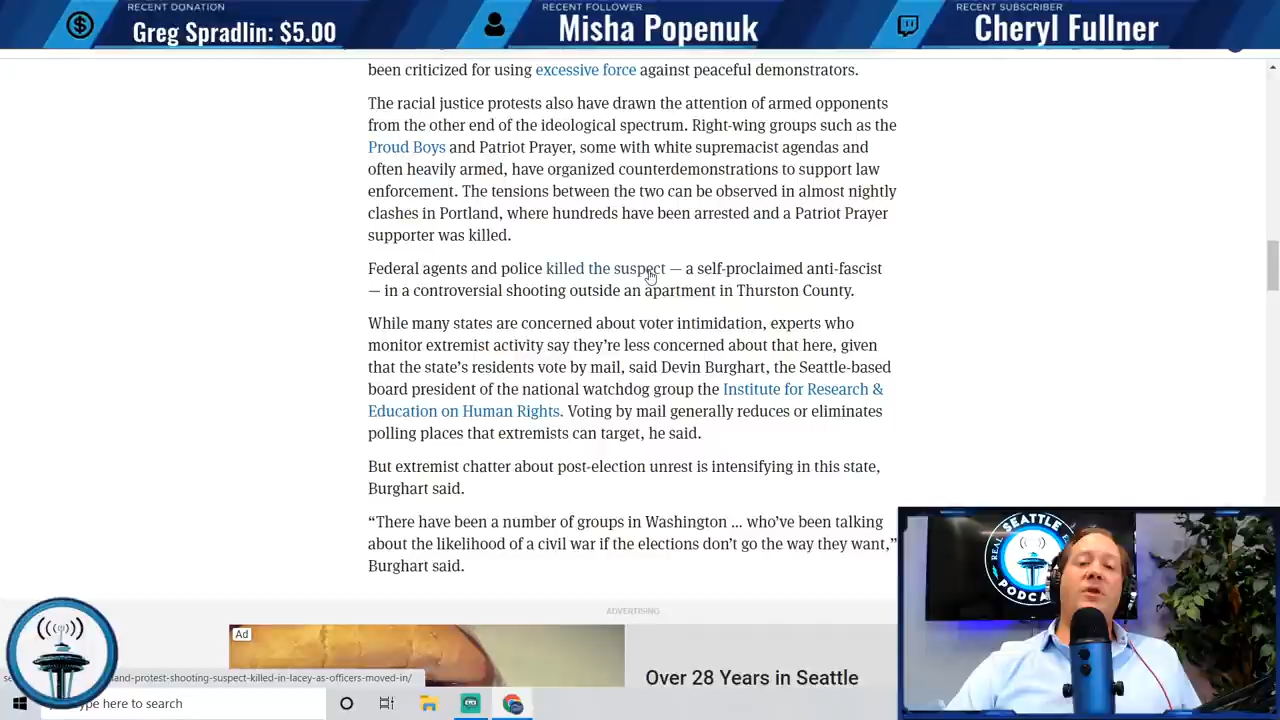 RECENT DONATION
Greg Spradlin: $5.00
RECENT FOLLOWER
Misha Popenuk
RECENT SUBSCRIBER
Cheryl Fullner
been criticized for using excessive force against peaceful demonstrators.
The racial justice protests also have drawn the attention of armed opponents
from the other end of the ideological spectrum. Right-wing groups such as the
Proud Boys and Patriot Prayer, some with white supremacist agendas and
often heavily armed, have organized counterdemonstrations to support law
enforcement. The tensions between the two can be observed in almost nightly
clashes in Portland, where hundreds have been arrested and a Patriot Prayer
supporter was killed.
Federal agents and police killed the suspect — a self-proclaimed anti-fascist
— in a controversial shooting outside an apartment in Thurston County.
While many states are concerned about voter intimidation, experts who
monitor extremist activity say they’re less concerned about that here, given
that the state’s residents vote by mail, said Devin Burghart, the Seattle-based
board president of the national watchdog group the Institute for Research &
Education on Human Rights. Voting by mail generally reduces or eliminates
polling places that extremists can target, he said.
But extremist chatter about post-election unrest is intensifying in this state,
Burghart said.
“There have been a number of groups in Washington ... who’ve been talking
about the likelihood of a civil war if the elections don’t go the way they want,”
Burghart said.
ADVERTISING
Ad
Over 28 Years in Seattle
REAL SEATTLE
PODC
and-protest-shooting-suspect-killed-in-lacey-as-officers-moved-in/
ype here to search